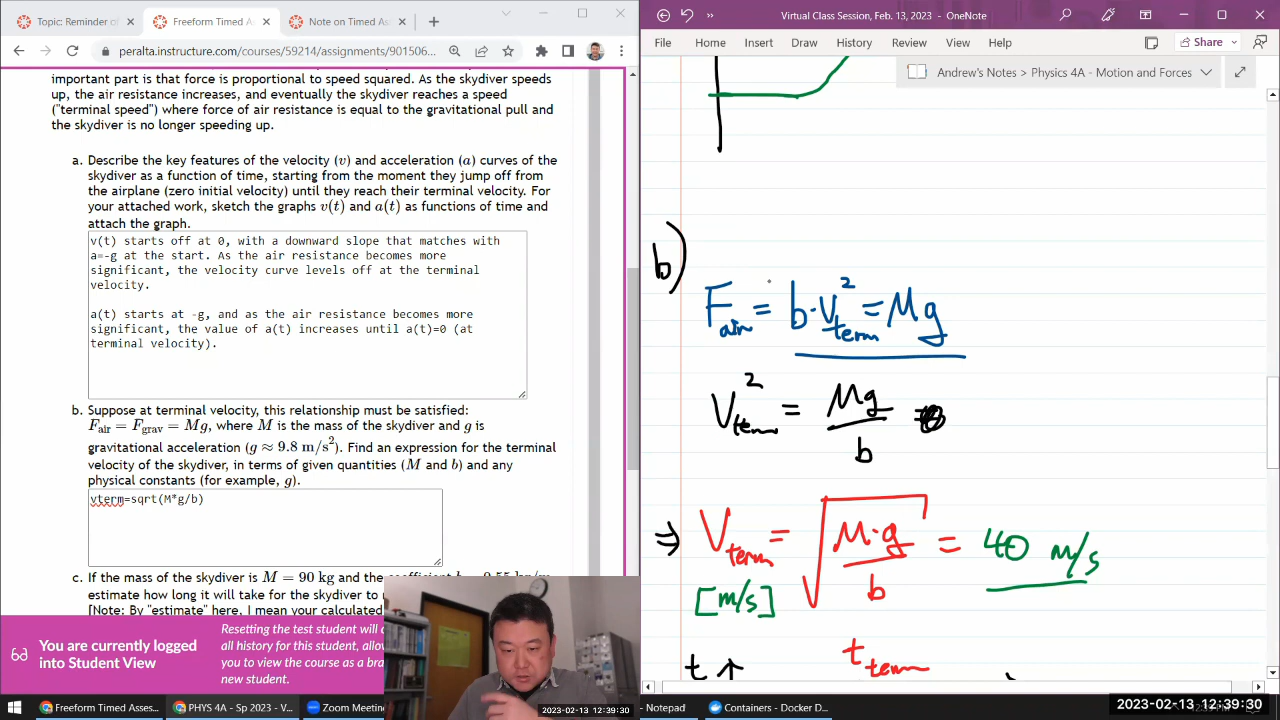 Topic: Reminder of
Freeform Timed As
Note on Timed As
Virtual Class Session, Feb. 13, 2023 - OneNote
peralta.instructure.com/courses/59214/assignments/901506...
File Home Insert Draw History Review View Help
Share
Andrew's Notes › Physics 4A - Motion and Forces
important part is that force is proportional to speed squared. As the skydiver speeds
up, the air resistance increases, and eventually the skydiver reaches a speed
("terminal speed") where force of air resistance is equal to the gravitational pull and
the skydiver is no longer speeding up.
a. Describe the key features of the velocity (v) and acceleration (a) curves of the
skydiver as a function of time, starting from the moment they jump off from
the airplane (zero initial velocity) until they reach their terminal velocity. For
your attached work, sketch the graphs v(t) and a(t) as functions of time and
attach the graph.
v(t) starts off at 0, with a downward slope that matches with
a=-g at the start. As the air resistance becomes more
significant, the velocity curve levels off at the terminal
velocity.
a(t) starts at -g, and as the air resistance becomes more
significant, the value of a(t) increases until a(t)=0 (at
terminal velocity).
b. Suppose at terminal velocity, this relationship must be satisfied:
F_air = F_grav = Mg, where M is the mass of the skydiver and g is
gravitational acceleration (g ≈ 9.8 m/s²). Find an expression for the terminal
velocity of the skydiver, in terms of given quantities (M and b) and any
physical constants (for example, g).
vterm=sqrt(M*g/b)
c. If the mass of the skydiver is M = 90 kg and the
estimate how long it will take for the skydiver to
[Note: By "estimate" here, I mean your calculated
You are currently logged
into Student View
Resetting the test student will
all history for this student, allo
you to view the course as a bra
new student.
b)
F_air = b·v_term² = Mg
V_term² = Mg/b
⇒ V_term = √(M·g/b) = 40 m/s
[m/s]
t ↑
t_term
2023-02-13 12:39:30
Freeform Timed Asses...
PHYS 4A - Sp 2023 - V...
Zoom Meeting
Notepad
Containers - Docker D...
2023-02-13 12:39:30